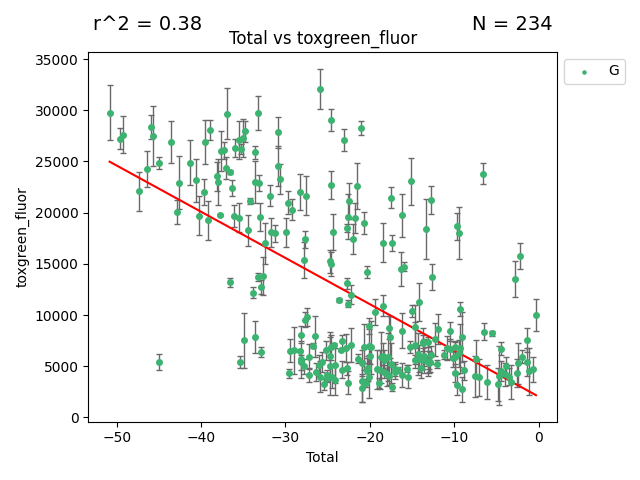 r^2 = 0.38
N = 234
Total vs toxgreen_fluor
G
35000
30000
25000
20000
15000
10000
5000
0
toxgreen_fluor
−50
−40
−30
−20
−10
0
Total